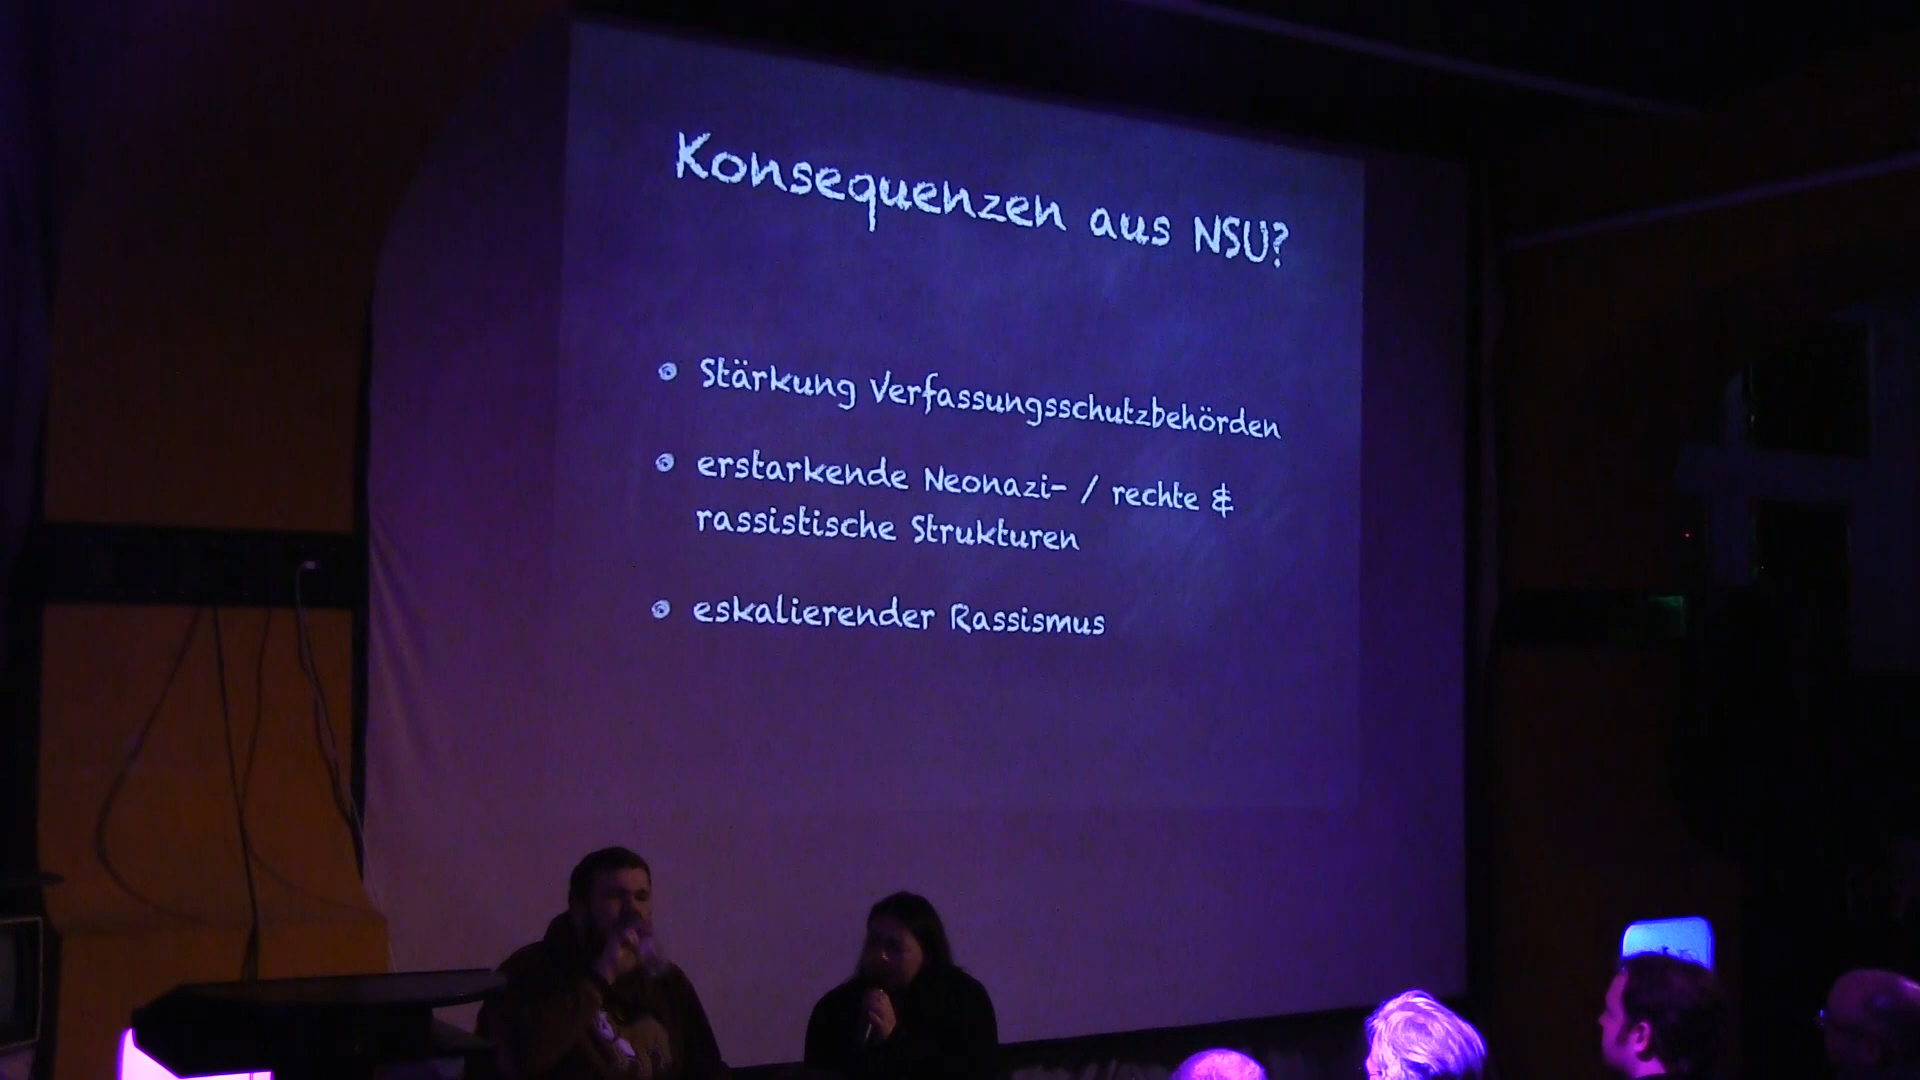 Konsequenzen aus NSU?
Stärkung Verfassungsschutzbehörden
erstarkende Neonazi- / rechte &
rassistische Strukturen
eskalierender Rassismus